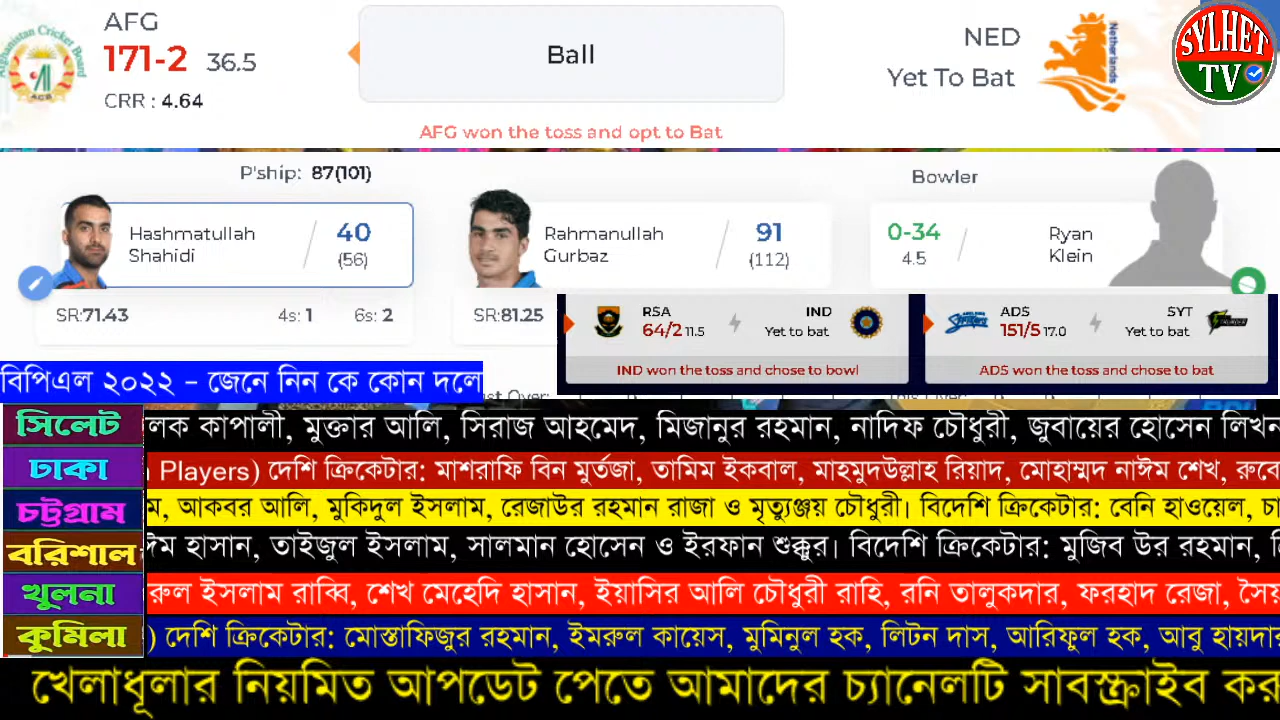 AFG
171-2 36.5
CRR : 4.64
Ball
AFG won the toss and opt to Bat
NED
Yet To Bat
Netherlands
SYLHET
TV
Afghanistan Cricket Board
A.C.B
P'ship: 87(101)
Bowler
Hashmatullah
Shahidi
40
(56)
Rahmanullah
Gurbaz
91
(112)
0-34
4.5
Ryan
Klein
SR:71.43 4s: 1 6s: 2
SR:81.25
RSA
64/2 11.5
IND
Yet to bat
IND won the toss and chose to bowl
ADS
151/5 17.0
SYT
Yet to bat
ADS won the toss and chose to bat
বিপিএল ২০২২ – জেনে নিন কে কোন দলে
সিলেট লক কাপালী, মুক্তার আলি, সিরাজ আহমেদ, মিজানুর রহমান, নাদিফ চৌধুরী, জুবায়ের হোসেন লিখন
ঢাকা Players) দেশি ক্রিকেটার: মাশরাফি বিন মুর্তজা, তামিম ইকবাল, মাহমুদউল্লাহ রিয়াদ, মোহাম্মদ নাঈম শেখ, রুবে
চট্টগ্রাম ম, আকবর আলি, মুকিদুল ইসলাম, রেজাউর রহমান রাজা ও মৃত্যুঞ্জয় চৌধুরী। বিদেশি ক্রিকেটার: বেনি হাওয়েল, চা
বরিশাল ঈম হাসান, তাইজুল ইসলাম, সালমান হোসেন ও ইরফান শুক্কুর। বিদেশি ক্রিকেটার: মুজিব উর রহমান,
খুলনা রুল ইসলাম রাব্বি, শেখ মেহেদি হাসান, ইয়াসির আলি চৌধুরী রাহি, রনি তালুকদার, ফরহাদ রেজা, সৈয়
কুমিলা ) দেশি ক্রিকেটার: মোস্তাফিজুর রহমান, ইমরুল কায়েস, মুমিনুল হক, লিটন দাস, আরিফুল হক, আবু হায়দার
খেলাধূলার নিয়মিত আপডেট পেতে আমাদের চ্যানেলটি সাবস্ক্রাইব কর